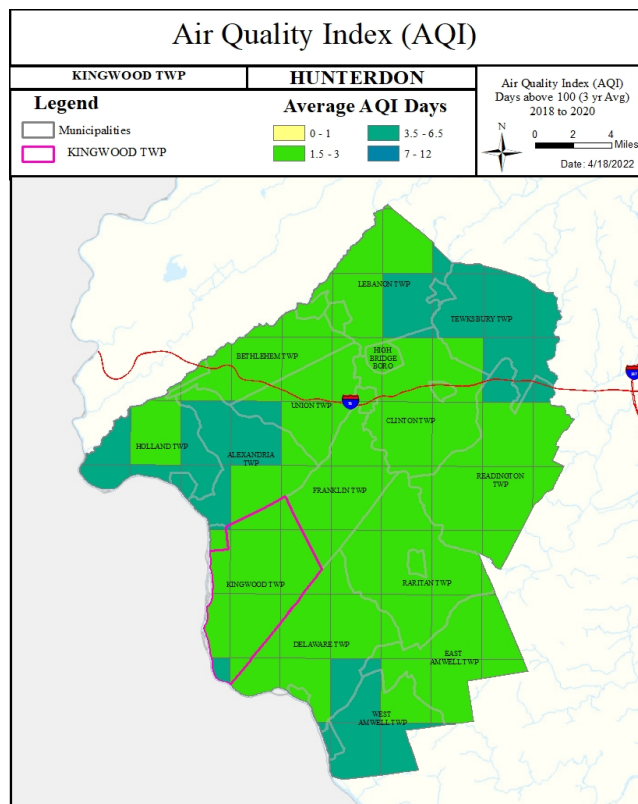 Air Quality Index (AQI)
KINGWOOD TWP
HUNTERDON
Legend
Municipalities
KINGWOOD TWP
Average AQI Days
0 - 1
3.5 - 6.5
1.5 - 3
7 - 12
Air Quality Index (AQI)
Days above 100 (3 yr Avg)
2018 to 2020
N
0 2 4
Miles
Date: 4/18/2022
LEBANON TWP
TEWKSBURY TWP
BETHLEHEM TWP
HIGH
BRIDGE
BORO
UNION TWP
CLINTON TWP
HOLLAND TWP
ALEXANDRIA
TWP
READINGTON
TWP
FRANKLIN TWP
KINGWOOD TWP
RARITAN TWP
DELAWARE TWP
EAST
AMWELL TWP
WEST
AMWELL TWP